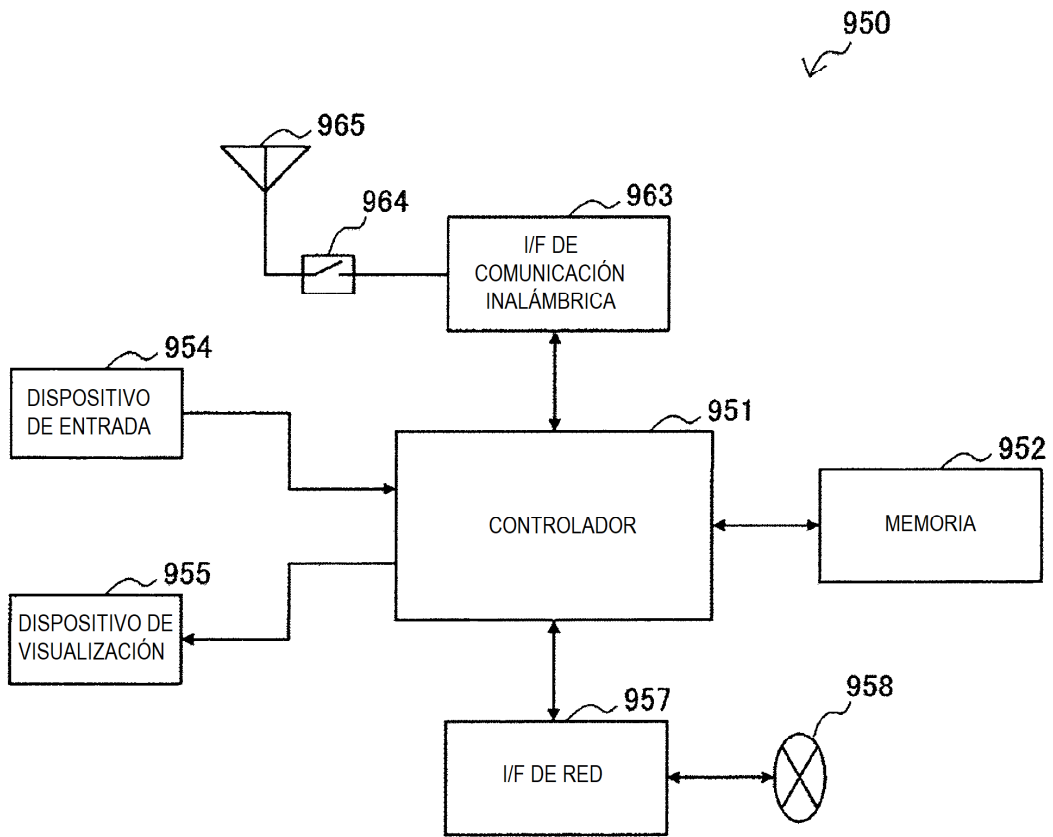 950
965
964
963
I/F DE
COMUNICACIÓN
INALÁMBRICA
954
DISPOSITIVO
DE ENTRADA
951
CONTROLADOR
952
MEMORIA
955
DISPOSITIVO DE
VISUALIZACIÓN
957
I/F DE RED
958